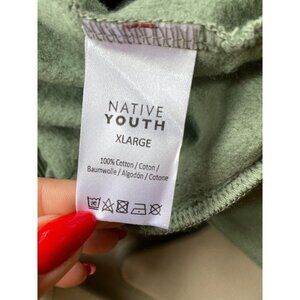 NATIVE
YOUTH
XLARGE
100% Cotton / Coton /
Baumwolle / Algodón / Cotone